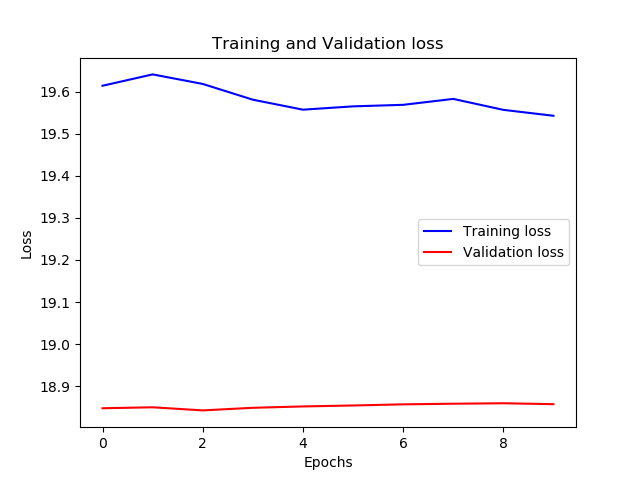 Training and Validation loss
19.6
19.5
19.4
19.3
19.2
19.1
19.0
18.9
Loss
Training loss
Validation loss
0 2 4 6 8
Epochs